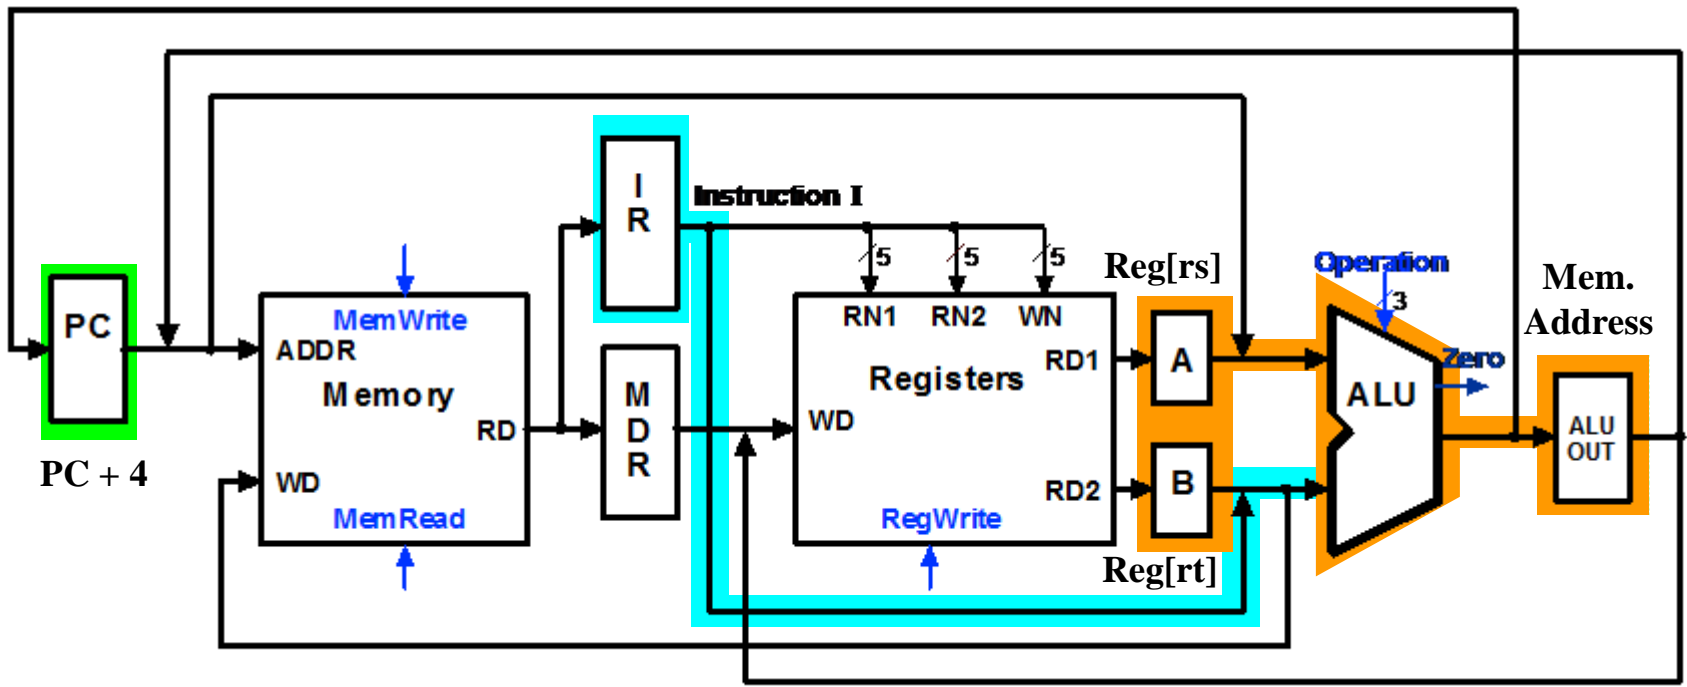 I
R
Instruction I
5
5
5
Reg[rs]
Operation
3
Mem.
Address
PC
MemWrite
ADDR
Memory
RD
WD
MemRead
PC + 4
M
D
R
RN1
RN2
WN
RD1
Registers
WD
RD2
RegWrite
A
B
Reg[rt]
Zero
ALU
ALU
OUT